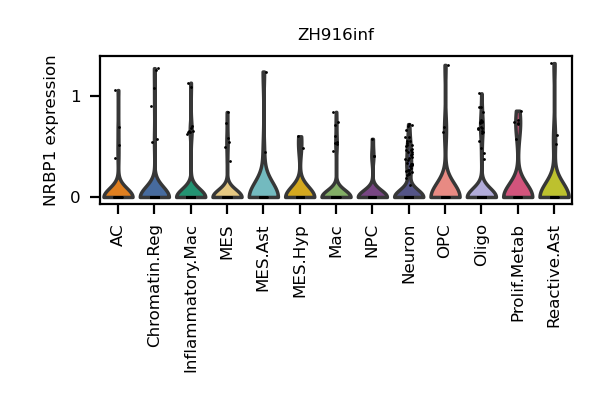 ZH916inf
NRBP1 expression
1
0
AC
Chromatin.Reg
Inflammatory.Mac
MES
MES.Ast
MES.Hyp
Mac
NPC
Neuron
OPC
Oligo
Prolif.Metab
Reactive.Ast